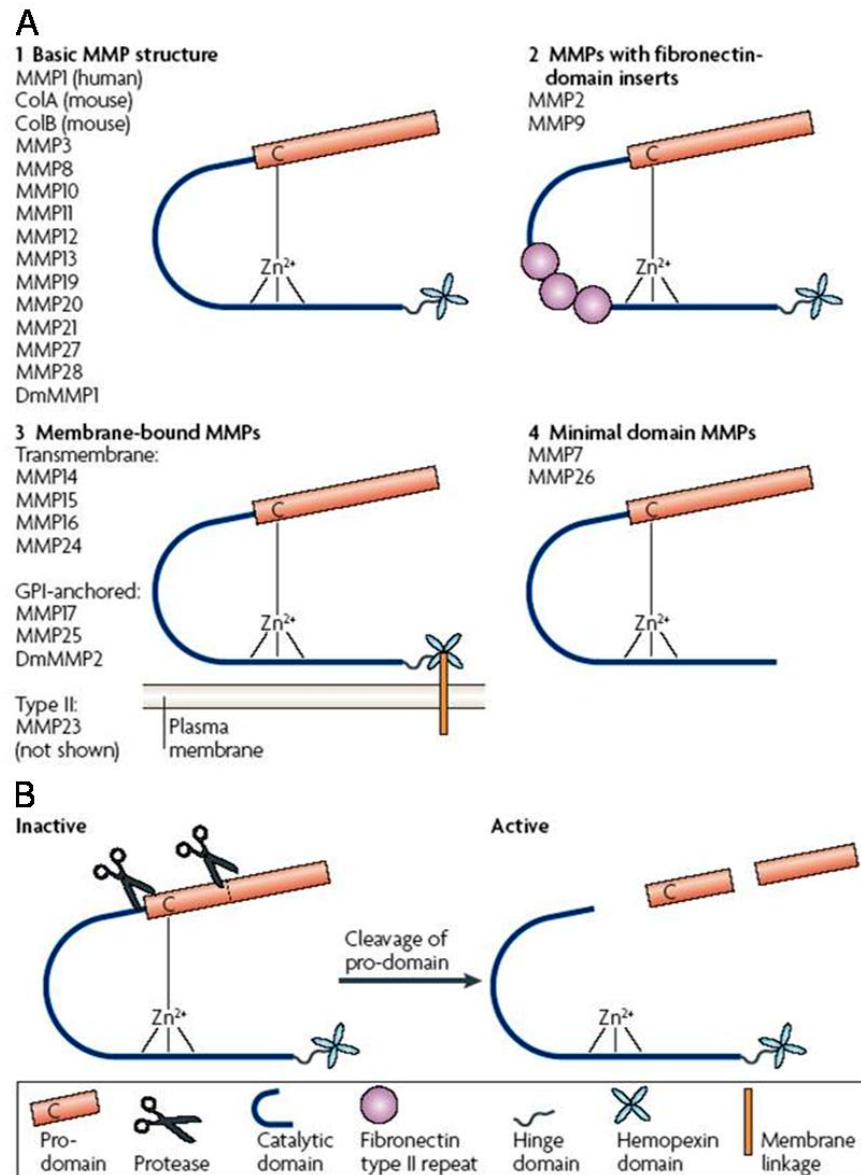 A
1 Basic MMP structure
MMP1 (human)
ColA (mouse)
ColB (mouse)
MMP3
MMP8
MMP10
MMP11
MMP12
MMP13
MMP19
MMP20
MMP21
MMP27
MMP28
DmMMP1
C
Zn2+
2 MMPs with fibronectin-
domain inserts
MMP2
MMP9
C
Zn2+
3 Membrane-bound MMPs
Transmembrane:
MMP14
MMP15
MMP16
MMP24
GPI-anchored:
MMP17
MMP25
DmMMP2
Type II:
MMP23
(not shown)
C
Zn2+
Plasma
membrane
4 Minimal domain MMPs
MMP7
MMP26
C
Zn2+
B
Inactive
C
Zn2+
Cleavage of
pro-domain
Active
C
Zn2+
C
Pro-
domain
Protease
Catalytic
domain
Fibronectin
type II repeat
Hinge
domain
Hemopexin
domain
Membrane
linkage